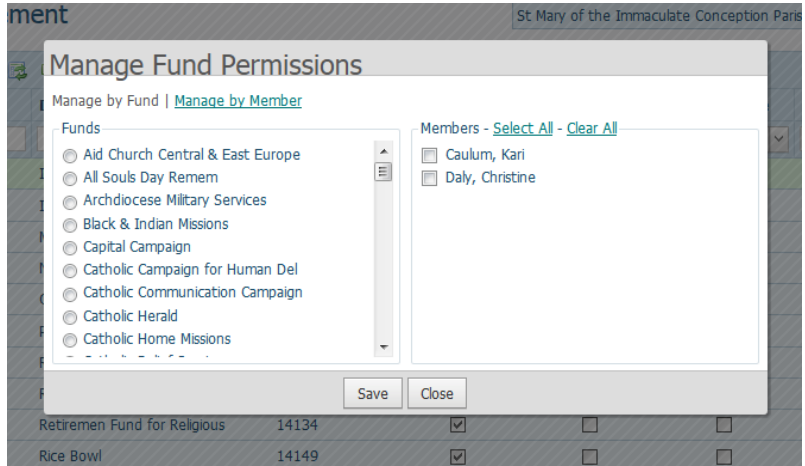 ement
St Mary of the Immaculate Conception Paris
Manage Fund Permissions
Manage by Fund | Manage by Member
Funds
Aid Church Central & East Europe
All Souls Day Remem
Archdiocese Military Services
Black & Indian Missions
Capital Campaign
Catholic Campaign for Human Del
Catholic Communication Campaign
Catholic Herald
Catholic Home Missions
Members - Select All - Clear All
Caulum, Kari
Daly, Christine
Save
Close
Retiremen Fund for Religious 14134
Rice Bowl 14149